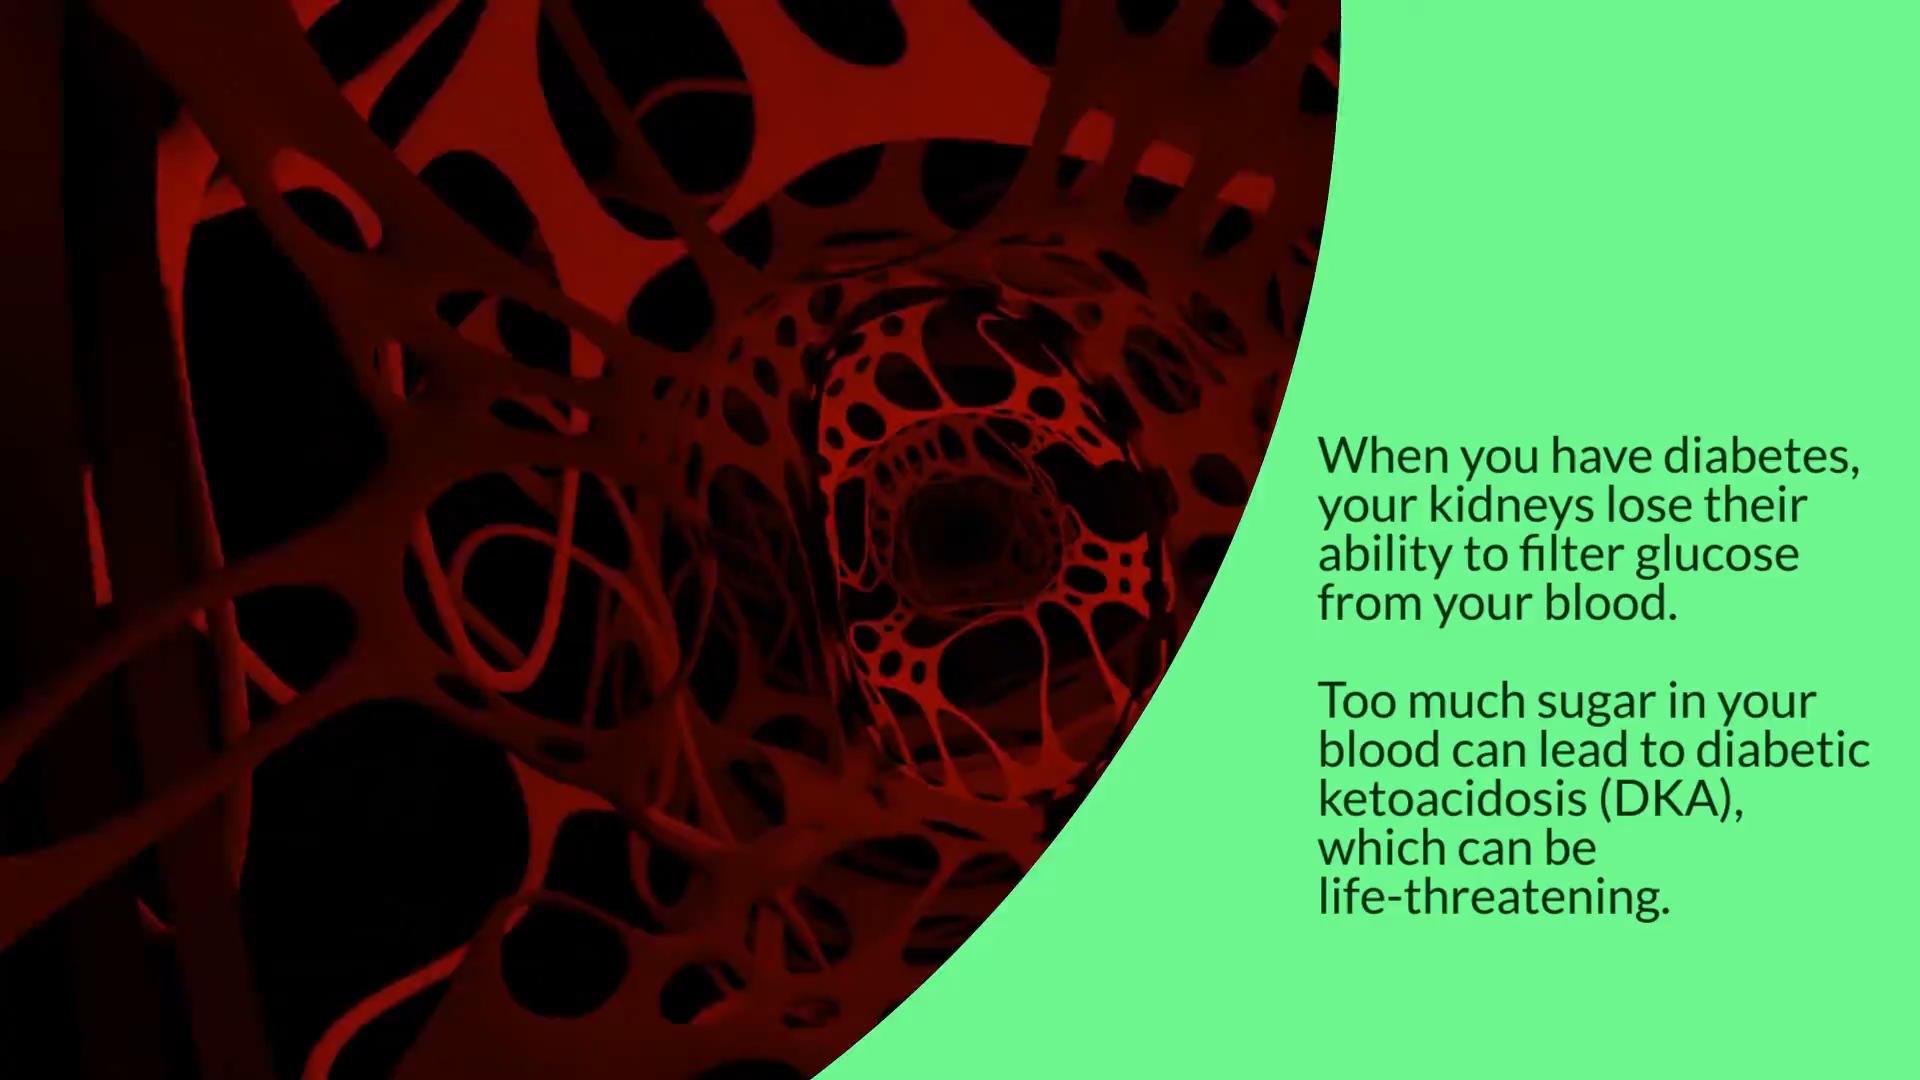 When you have diabetes,
your kidneys lose their
ability to filter glucose
from your blood.
Too much sugar in your
blood can lead to diabetic
ketoacidosis (DKA),
which can be
life-threatening.